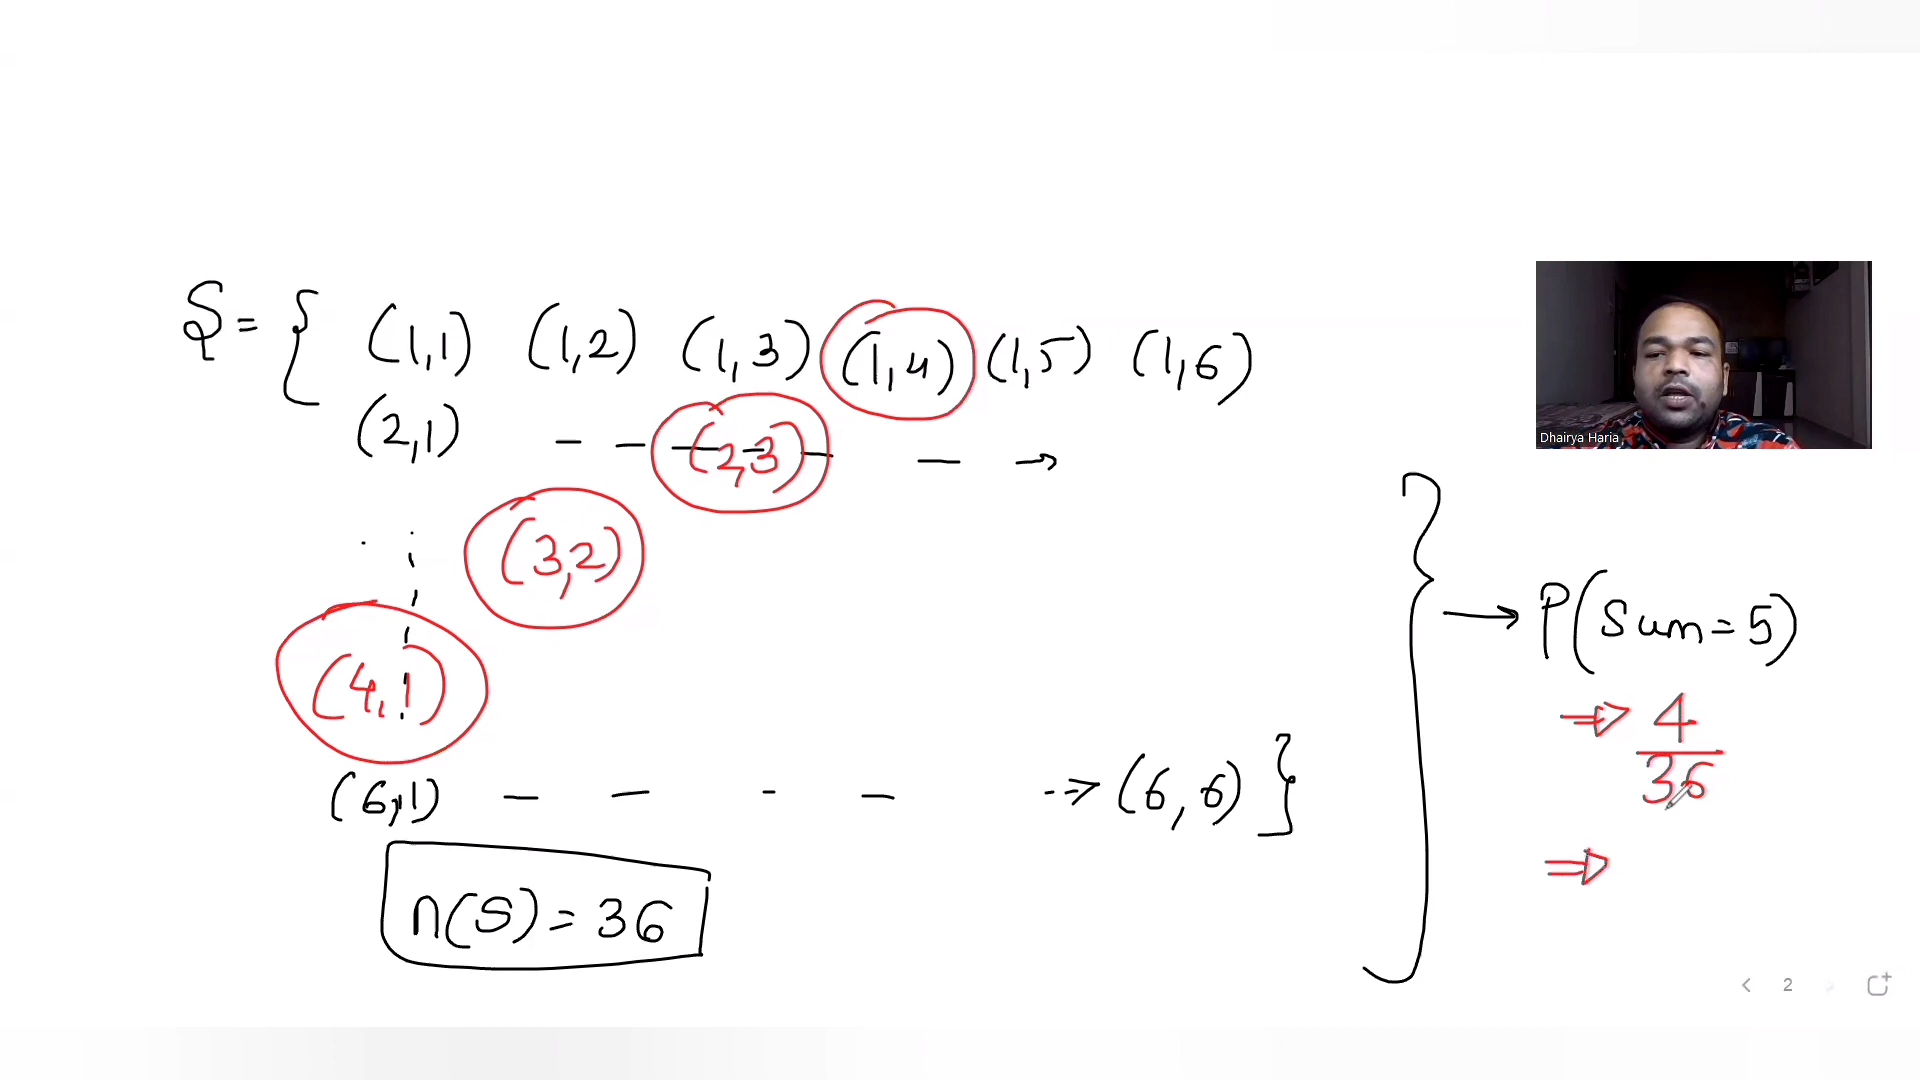 S = { (1,1) (1,2) (1,3) (1,4) (1,5) (1,6)
(2,1) - - - (2,3) - - →
(3,2)
(4,1)
(6,1) - - - - --> (6,6) }
n(S) = 36
→ P(Sum = 5)
⇒ 4/36
⇒
Dhairya Haria
2